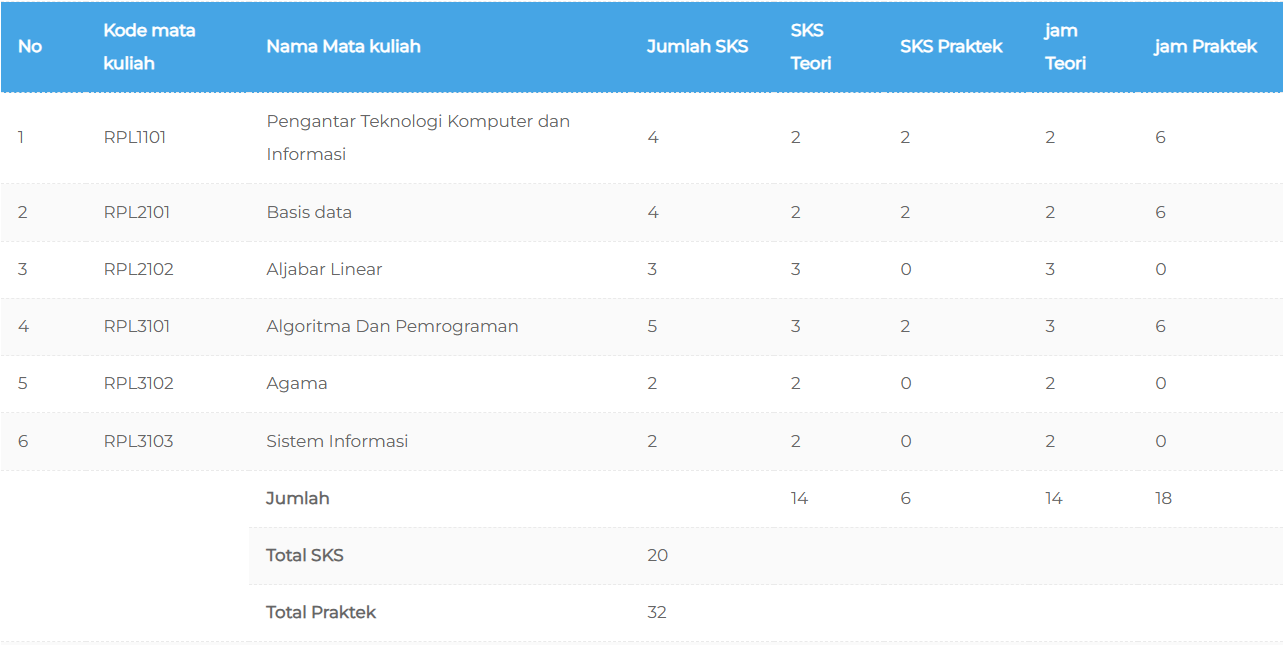 No Kode mata kuliah Nama Mata kuliah Jumlah SKS SKS Teori SKS Praktek jam Teori jam Praktek
1 RPL1101 Pengantar Teknologi Komputer dan Informasi 4 2 2 2 6
2 RPL2101 Basis data 4 2 2 2 6
3 RPL2102 Aljabar Linear 3 3 0 3 0
4 RPL3101 Algoritma Dan Pemrograman 5 3 2 3 6
5 RPL3102 Agama 2 2 0 2 0
6 RPL3103 Sistem Informasi 2 2 0 2 0
Jumlah 14 6 14 18
Total SKS 20
Total Praktek 32